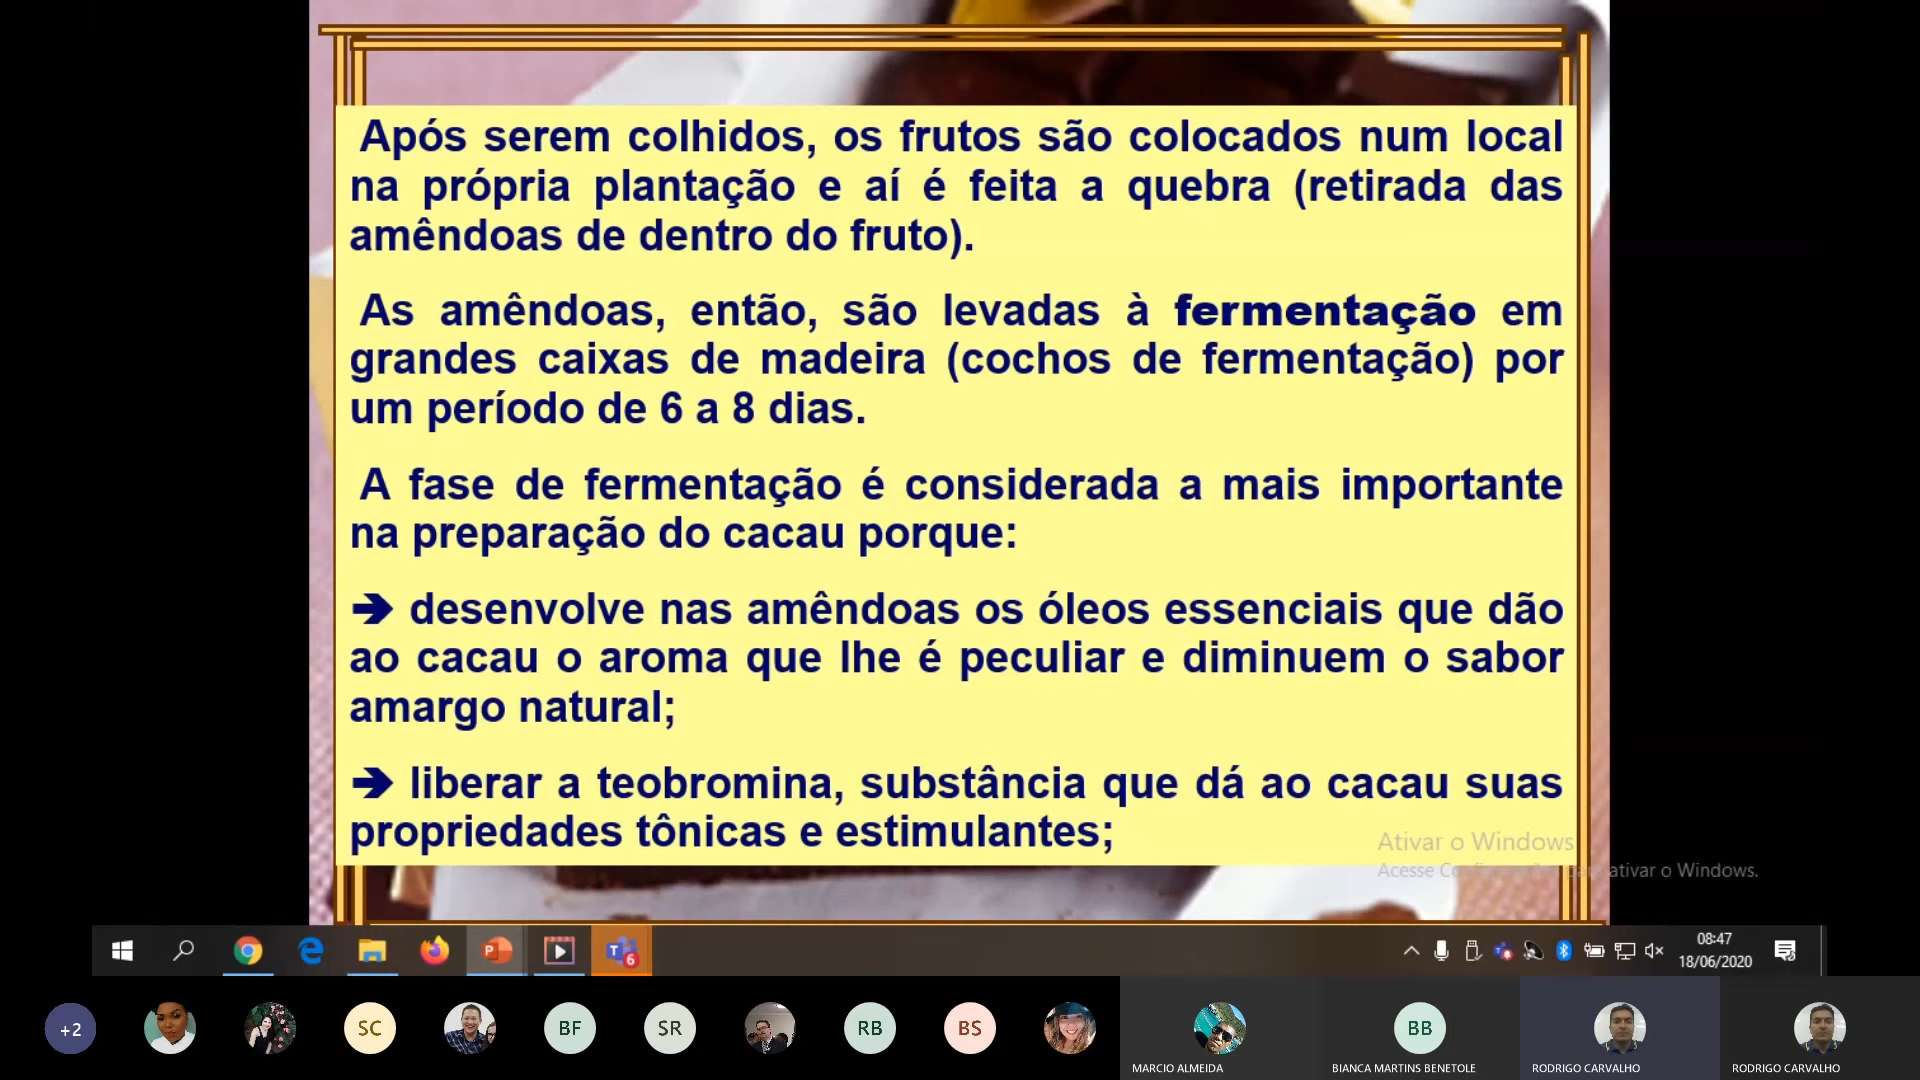 Após serem colhidos, os frutos são colocados num local
na própria plantação e aí é feita a quebra (retirada das
amêndoas de dentro do fruto).
As amêndoas, então, são levadas à fermentação em
grandes caixas de madeira (cochos de fermentação) por
um período de 6 a 8 dias.
A fase de fermentação é considerada a mais importante
na preparação do cacau porque:
➔ desenvolve nas amêndoas os óleos essenciais que dão
ao cacau o aroma que lhe é peculiar e diminuem o sabor
amargo natural;
➔ liberar a teobromina, substância que dá ao cacau suas
propriedades tônicas e estimulantes;
Ativar o Windows
Acesse ativar o Windows.
08:47
18/06/2020
+2
SC
BF
SR
RB
BS
BB
MARCIO ALMEIDA
BIANCA MARTINS BENETOLE
RODRIGO CARVALHO
RODRIGO CARVALHO